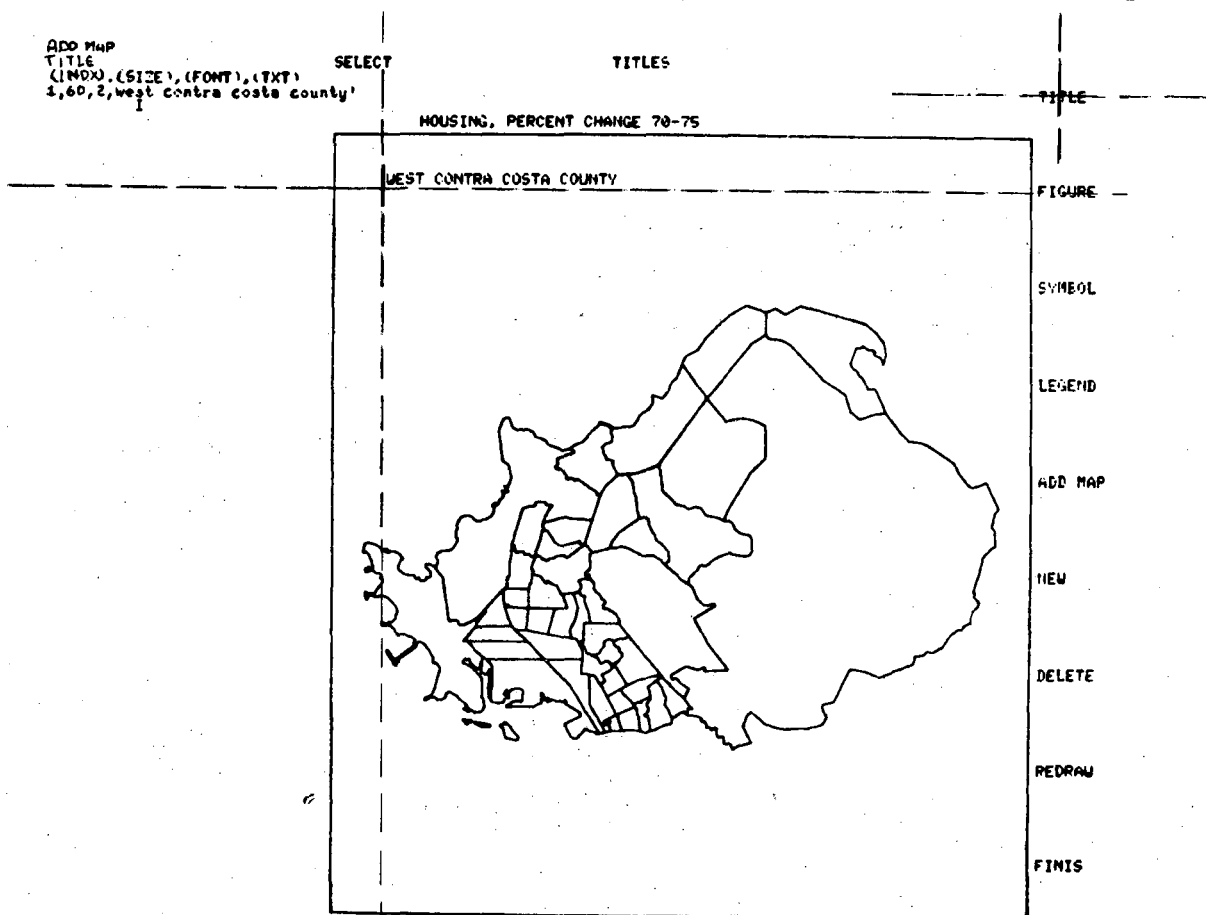 ADD MAP
TITLE
(INDX),(SIZE),(FONT),(TXT)
1,60,2,west contra costa county'
SELECT
TITLES
TITLE
HOUSING, PERCENT CHANGE 70-75
WEST CONTRA COSTA COUNTY
FIGURE
SYMBOL
LEGEND
ADD MAP
NEW
DELETE
REDRAW
FINIS